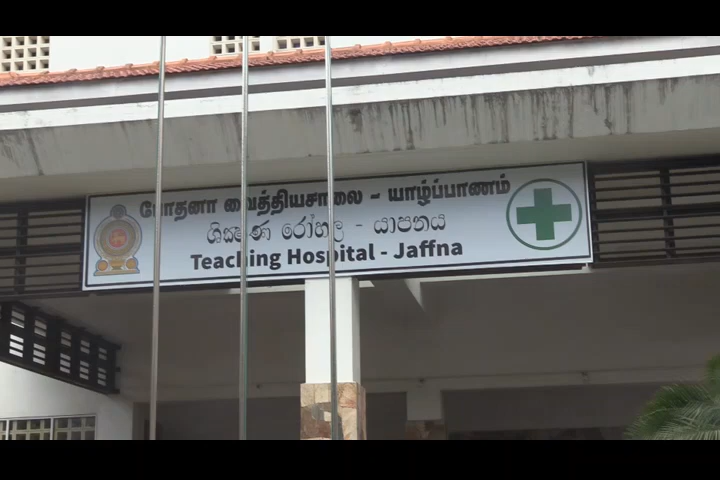 போதனா வைத்தியசாலை - யாழ்ப்பாணம்
ශික්ෂණ රෝහල - යාපනය
Teaching Hospital - Jaffna